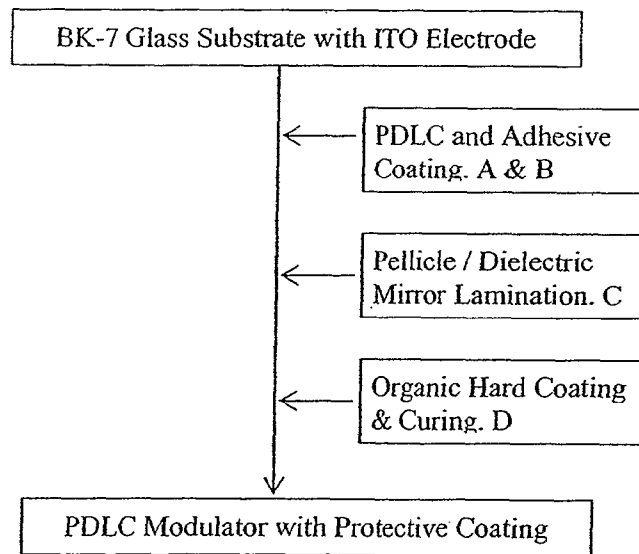 BK-7 Glass Substrate with ITO Electrode
PDLC and Adhesive
Coating. A & B
Pellicle / Dielectric
Mirror Lamination. C
Organic Hard Coating
& Curing. D
PDLC Modulator with Protective Coating